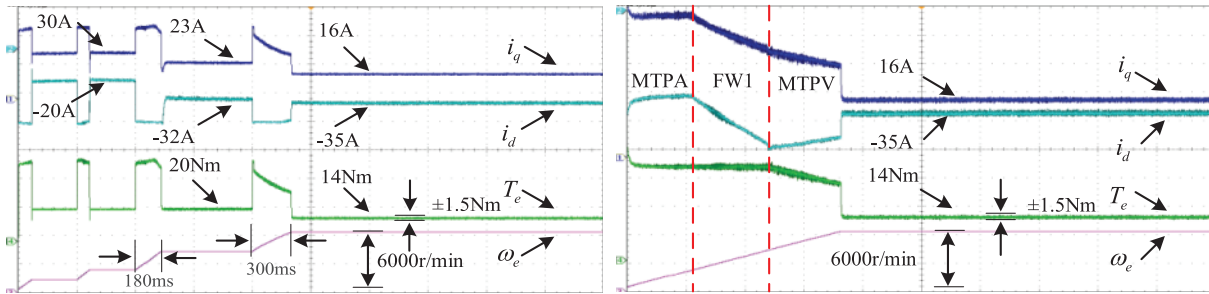 30A
23A
16A
i_q
-20A
-32A
-35A
i_d
20Nm
14Nm
±1.5Nm
T_e
180ms
300ms
6000r/min
ω_e
MTPA
FW1
MTPV
16A
i_q
-35A
i_d
14Nm
±1.5Nm
T_e
6000r/min
ω_e